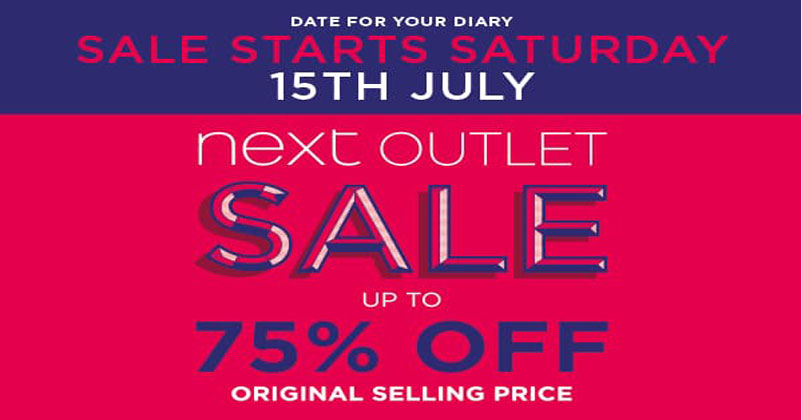 DATE FOR YOUR DIARY
SALE STARTS SATURDAY
15TH JULY
next OUTLET
SALE
UP TO
75% OFF
ORIGINAL SELLING PRICE